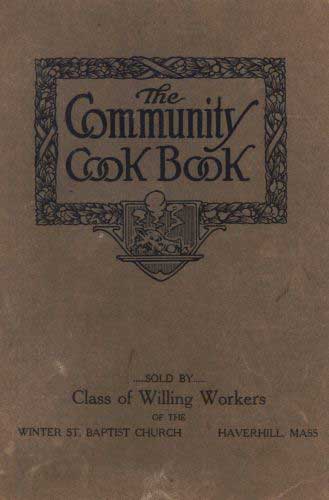 The
Community
Cook Book
.....SOLD BY.....
Class of Willing Workers
OF THE
WINTER ST. BAPTIST CHURCH HAVERHILL, MASS